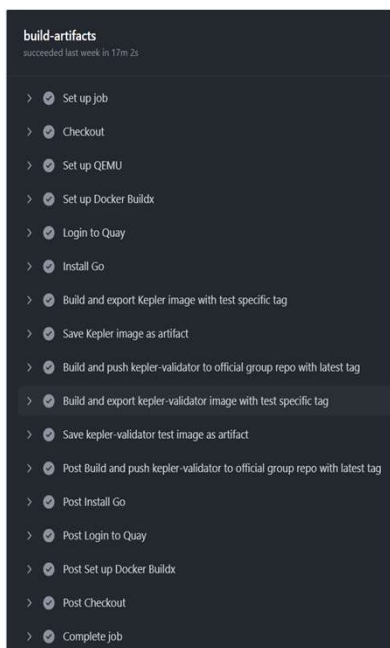 build-artifacts
succeeded last week in 17m 2s
Set up job
Checkout
Set up QEMU
Set up Docker Buildx
Login to Quay
Install Go
Build and export Kepler image with test specific tag
Save Kepler image as artifact
Build and push kepler-validator to official group repo with latest tag
Build and export kepler-validator image with test specific tag
Save kepler-validator test image as artifact
Post Build and push kepler-validator to official group repo with latest tag
Post Install Go
Post Login to Quay
Post Set up Docker Buildx
Post Checkout
Complete job